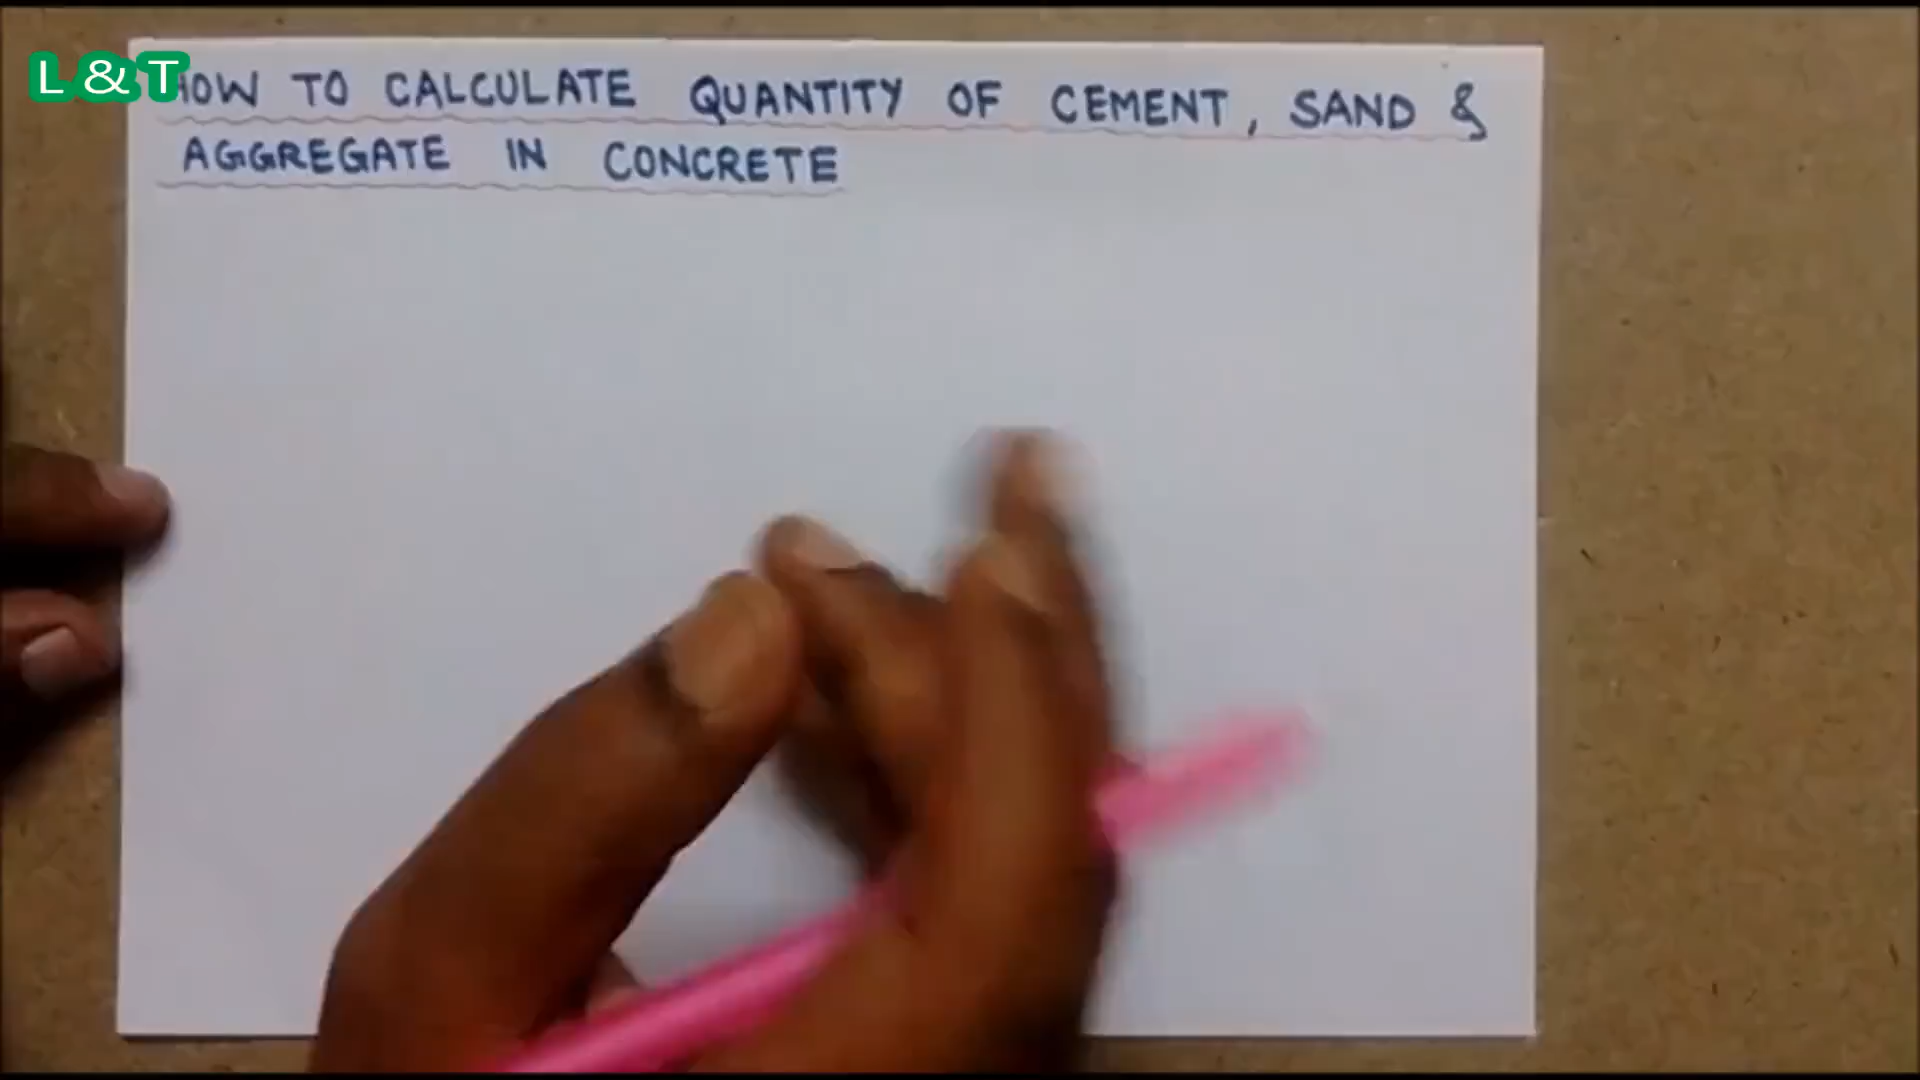 L & T
HOW TO CALCULATE QUANTITY OF CEMENT, SAND &
AGGREGATE IN CONCRETE